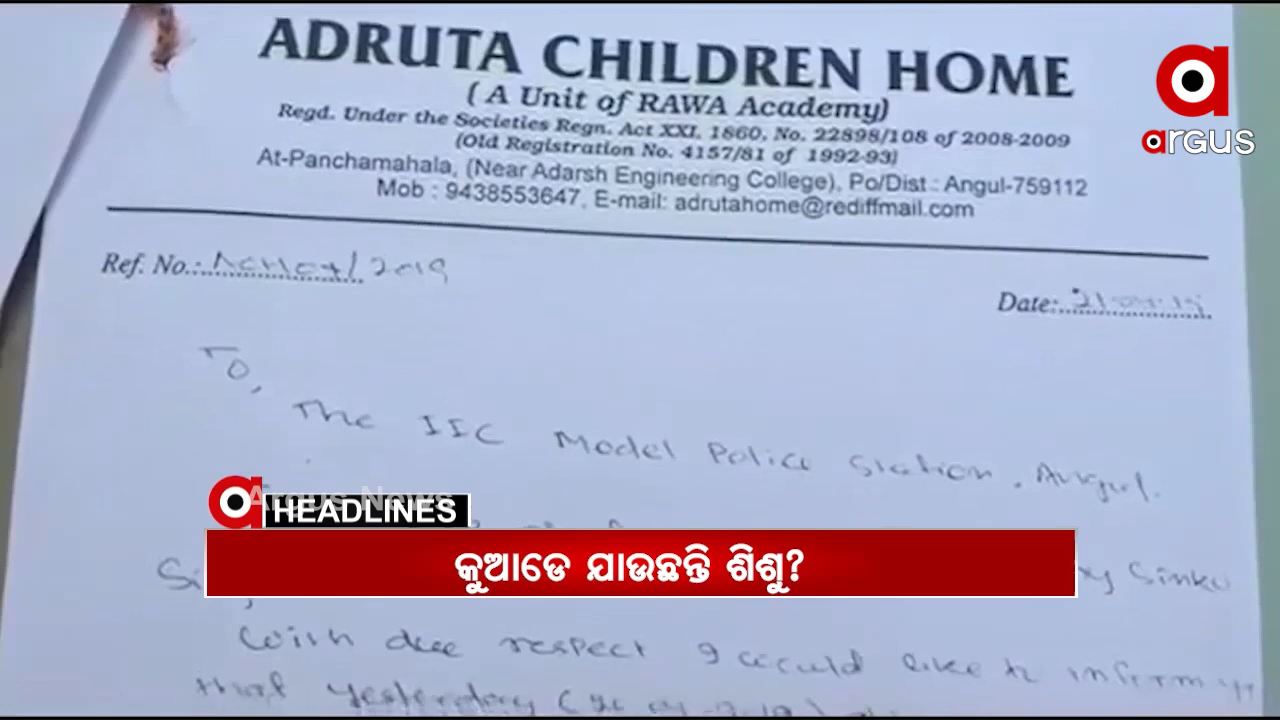 ADRUTA CHILDREN HOME
( A Unit of RAWA Academy)
Regd. Under the Societies Regn. Act XXI, 1860, No. 22898/108 of 2008-2009
(Old Registration No. 4157/81 of 1992-93)
At-Panchamahala, (Near Adarsh Engineering College), Po/Dist : Angul-759112
Mob : 9438553647, E-mail: adrutahome@rediffmail.com
argus
Ref. No.: /2019
Date:
To,
The IIC Model Police Station, Angul.
Argus News
HEADLINES
କୁଆଡେ ଯାଉଛନ୍ତି ଶିଶୁ?
Sinku
With due respect I would like to inform
that yesterday